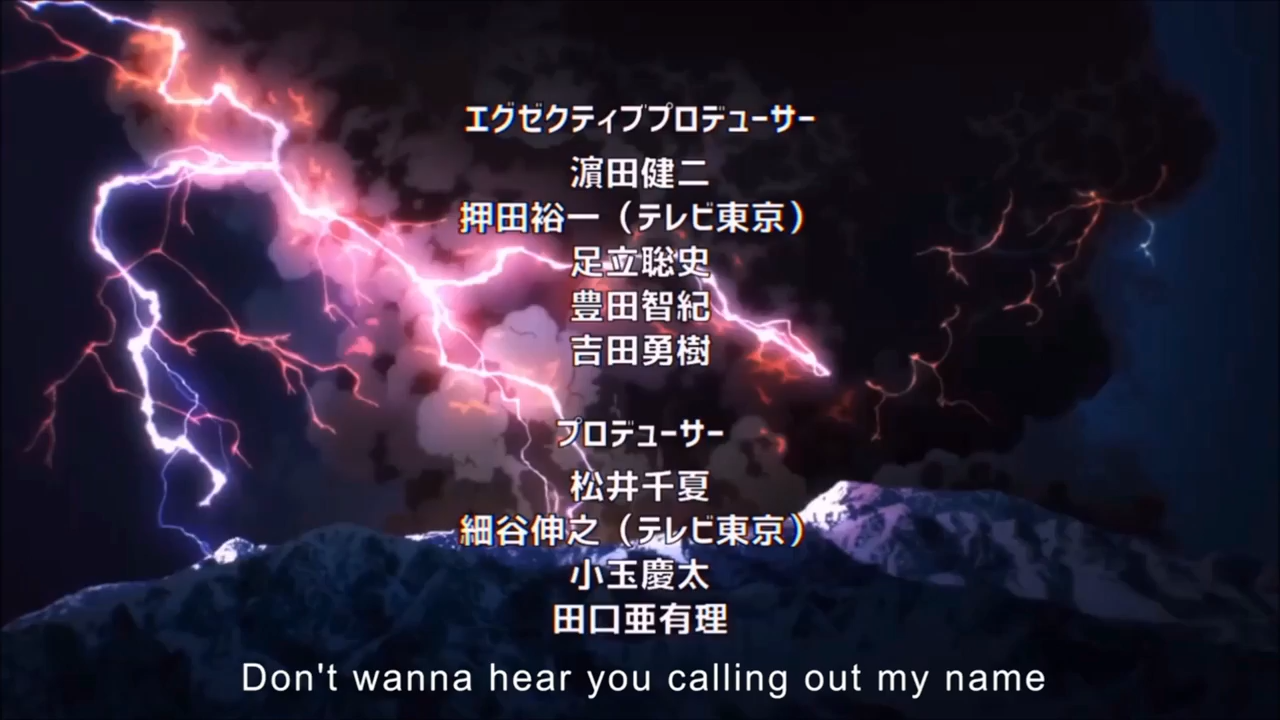 エグゼクティブプロデューサー
濵田健二
押田裕一（テレビ東京）
足立聡史
豊田智紀
吉田勇樹
プロデューサー
松井千夏
細谷伸之（テレビ東京）
小玉慶太
田口亜有理
Don't wanna hear you calling out my name